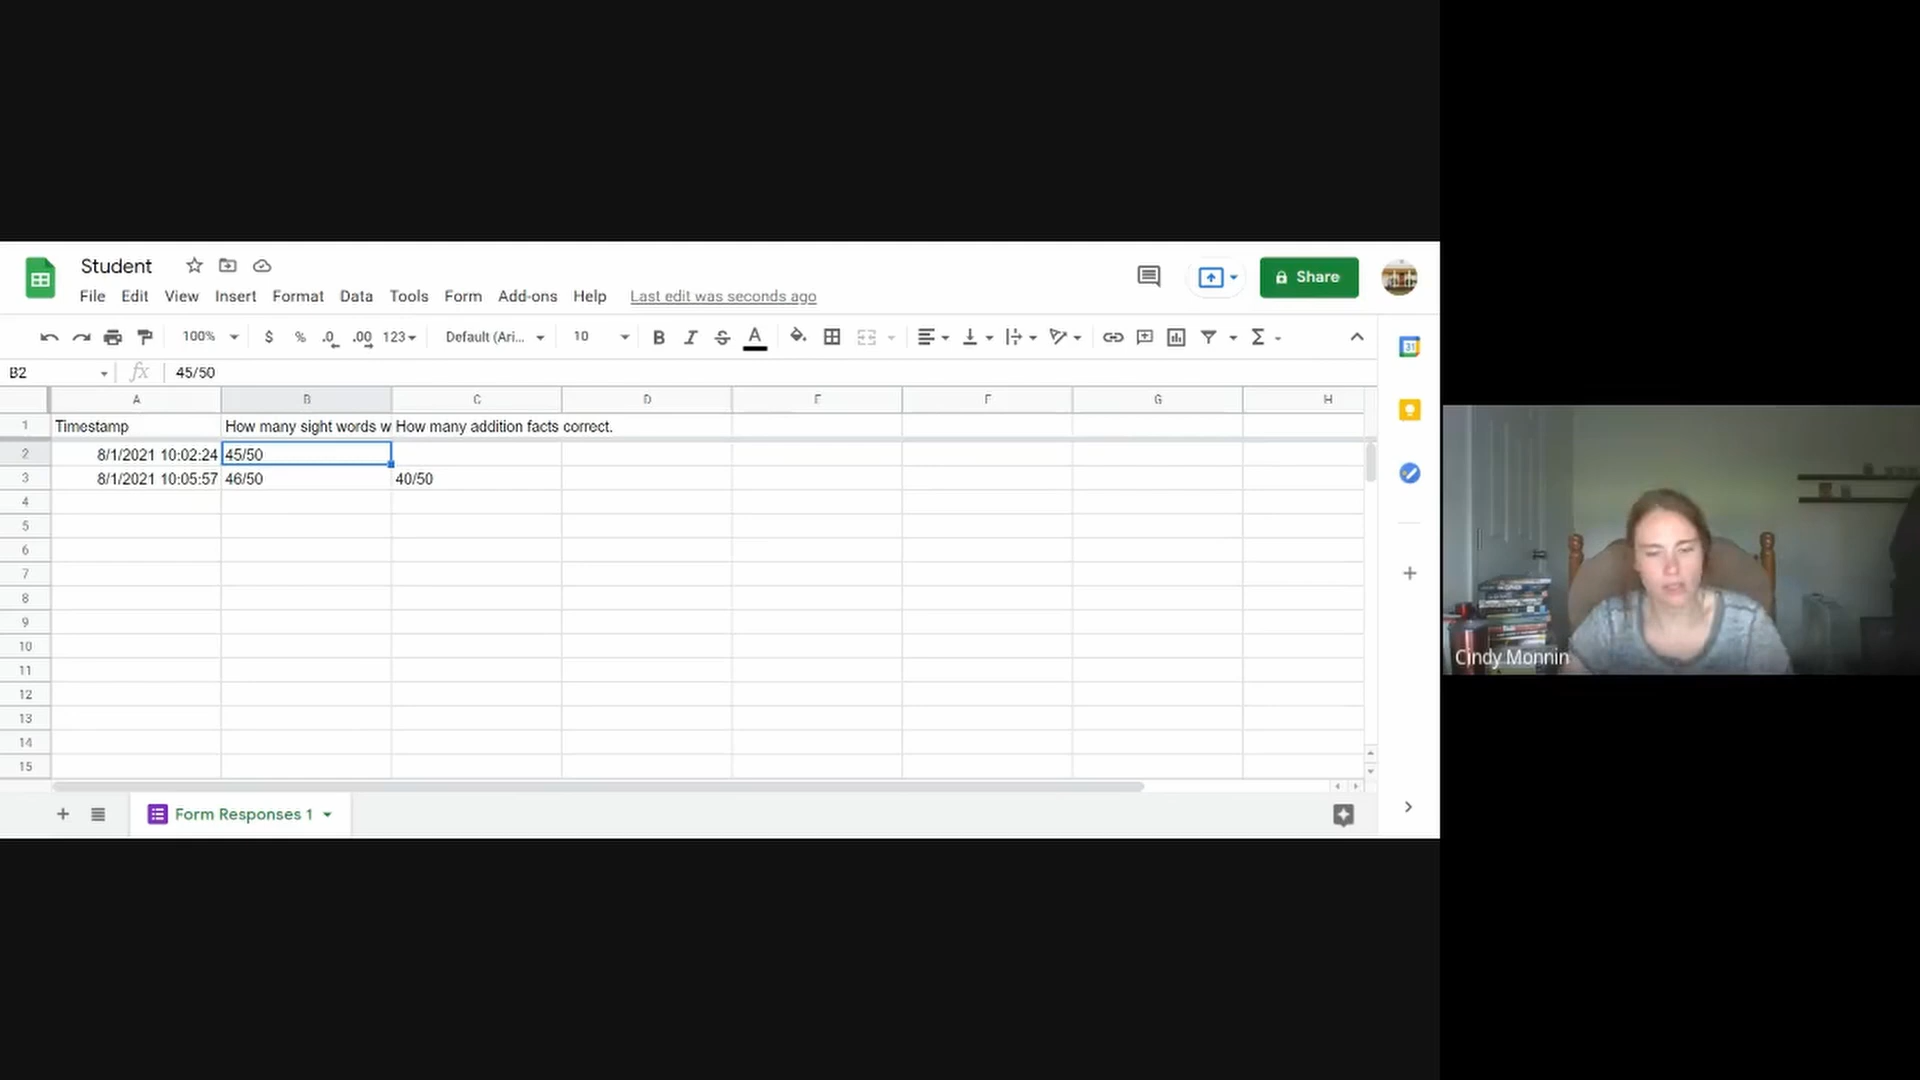 Student
File Edit View Insert Format Data Tools Form Add-ons Help Last edit was seconds ago
Share
100% $ % .0 .00 123 Default (Ari... 10 B I S A
31
B2 fx 45/50
A B C D E F G H
1 Timestamp How many sight words w How many addition facts correct.
2 8/1/2021 10:02:24 45/50
3 8/1/2021 10:05:57 46/50 40/50
4
5
6
7
8
9
10
11
12
13
14
15
Form Responses 1
Cindy Monnin